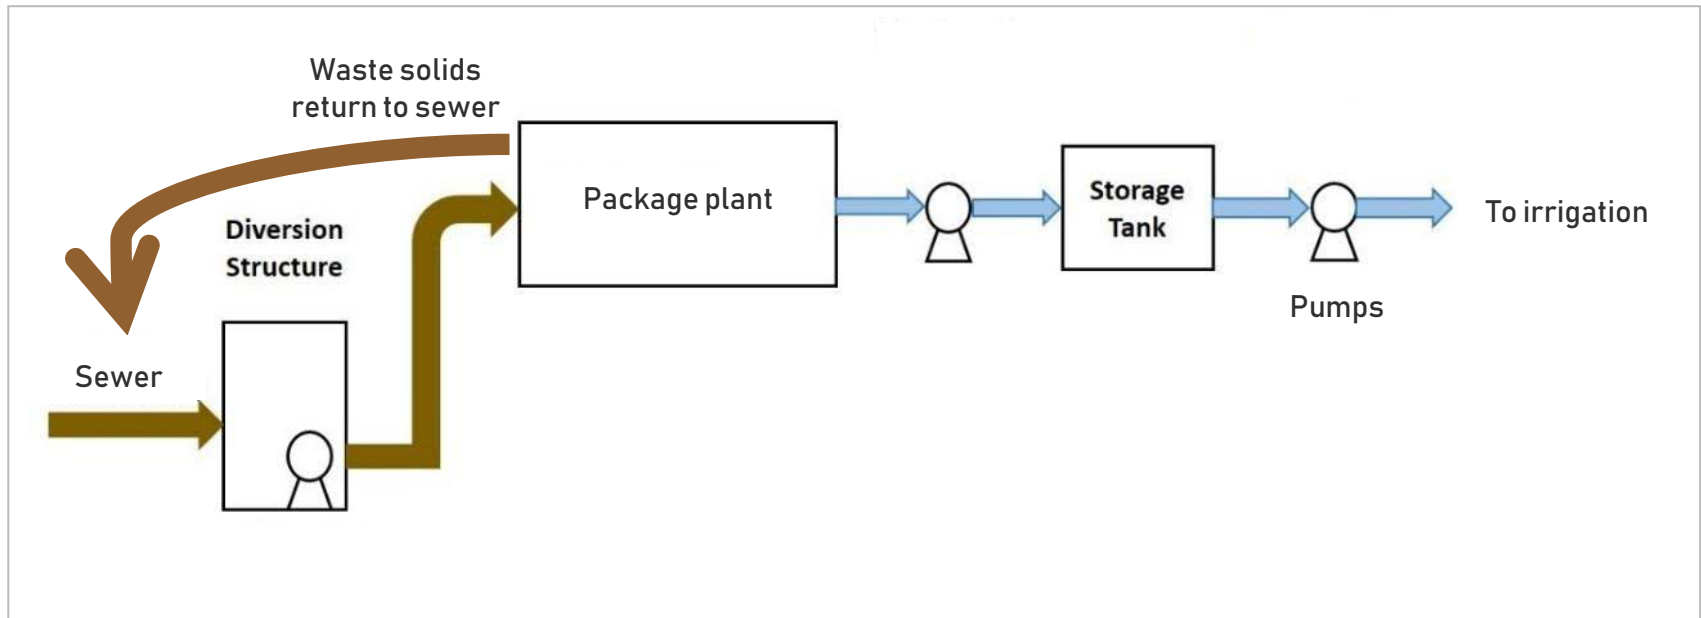 Waste solids
return to sewer
Diversion
Structure
Sewer
Package plant
Storage
Tank
Pumps
To irrigation